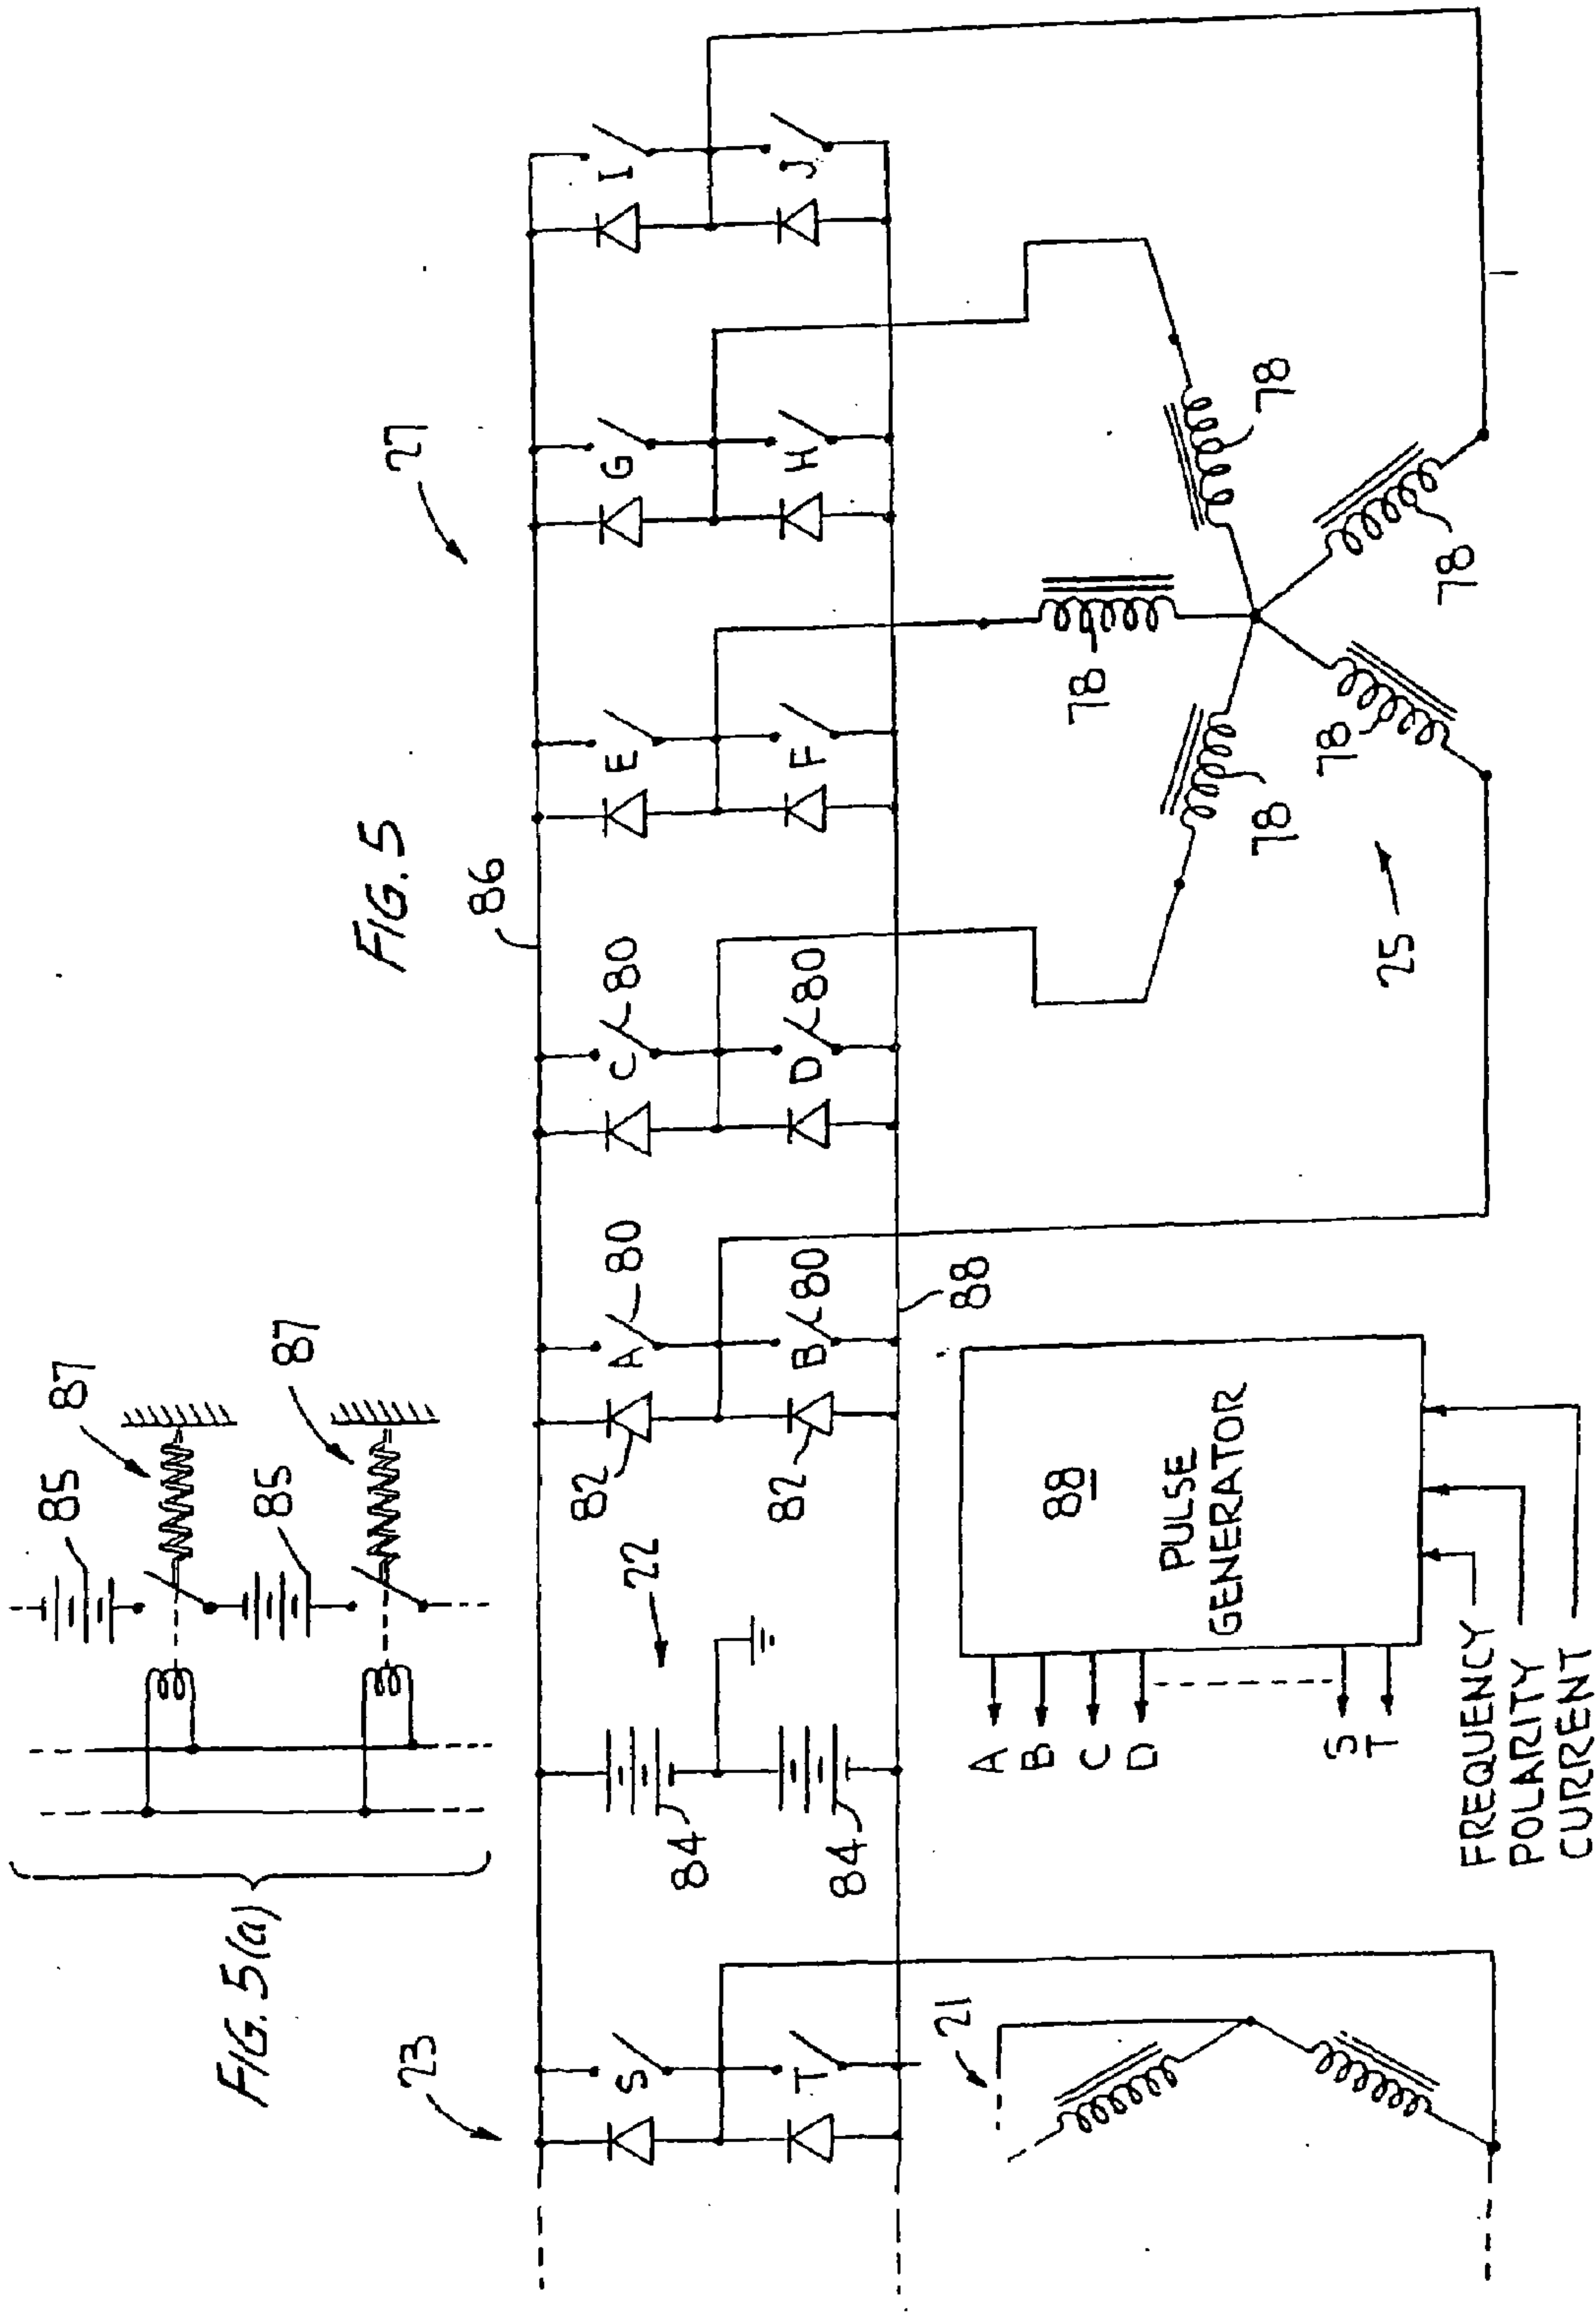 FIG. 5(a)
85
87
85
87
FIG. 5
23
22
27
86
S
T
84
84
82
82
A
80
B
80
C
80
D
80
E
F
G
H
I
J
88
21
25
78
78
78
78
78
88
PULSE
GENERATOR
A
B
C
D
S
T
FREQUENCY
POLARITY
CURRENT